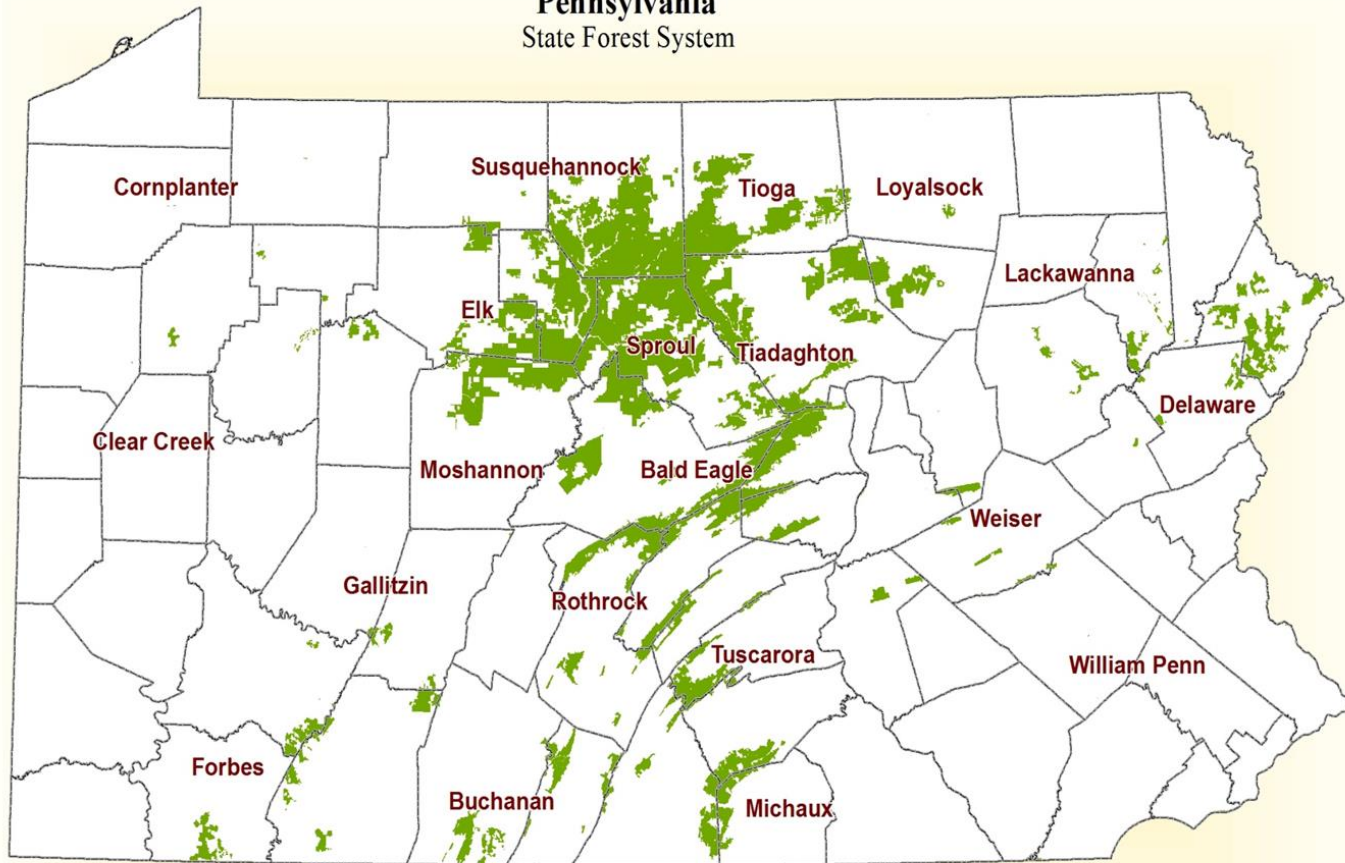 Pennsylvania
State Forest System
Susquehannock
Cornplanter
Tioga
Loyalsock
Lackawanna
Elk
Sproul
Tiadaghton
Delaware
Clear Creek
Moshannon
Bald Eagle
Weiser
Gallitzin
Rothrock
Tuscarora
William Penn
Forbes
Buchanan
Michaux